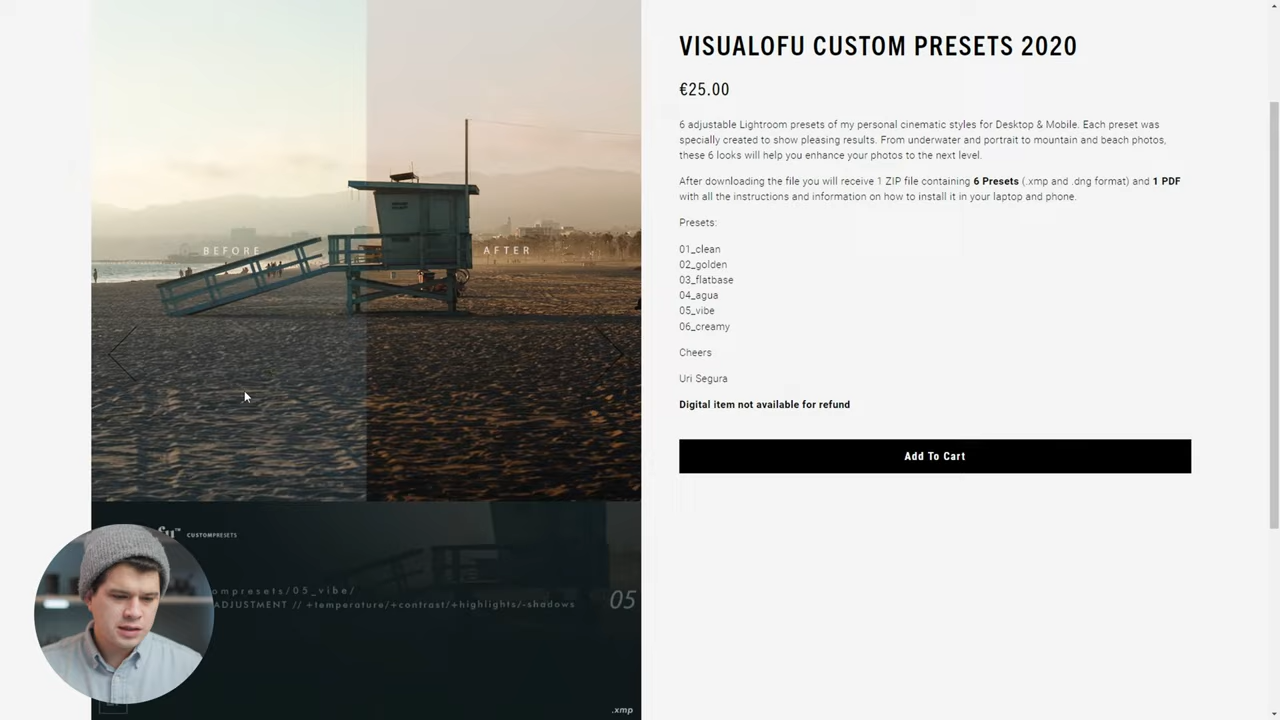 VISUALOFU CUSTOM PRESETS 2020
€25.00
6 adjustable Lightroom presets of my personal cinematic styles for Desktop & Mobile. Each preset was
specially created to show pleasing results. From underwater and portrait to mountain and beach photos,
these 6 looks will help you enhance your photos to the next level.
After downloading the file you will receive 1 ZIP file containing 6 Presets (.xmp and .dng format) and 1 PDF
with all the instructions and information on how to install it in your laptop and phone.
Presets:
01_clean
02_golden
03_flatbase
04_agua
05_vibe
06_creamy
Cheers
Uri Segura
Digital item not available for refund
Add To Cart
BEFORE
AFTER
fu™ CUSTOMPRESETS
ompresets/05_vibe/
ADJUSTMENT // +temperature/+contrast/+highlights/-shadows
05
.xmp